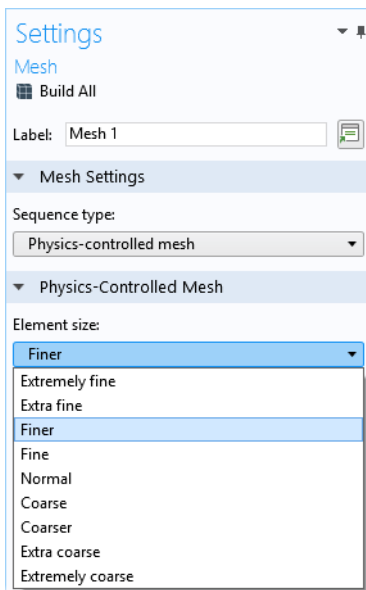 Settings
Mesh
Build All
Label: Mesh 1
Mesh Settings
Sequence type:
Physics-controlled mesh
Physics-Controlled Mesh
Element size:
Finer
Extremely fine
Extra fine
Finer
Fine
Normal
Coarse
Coarser
Extra coarse
Extremely coarse